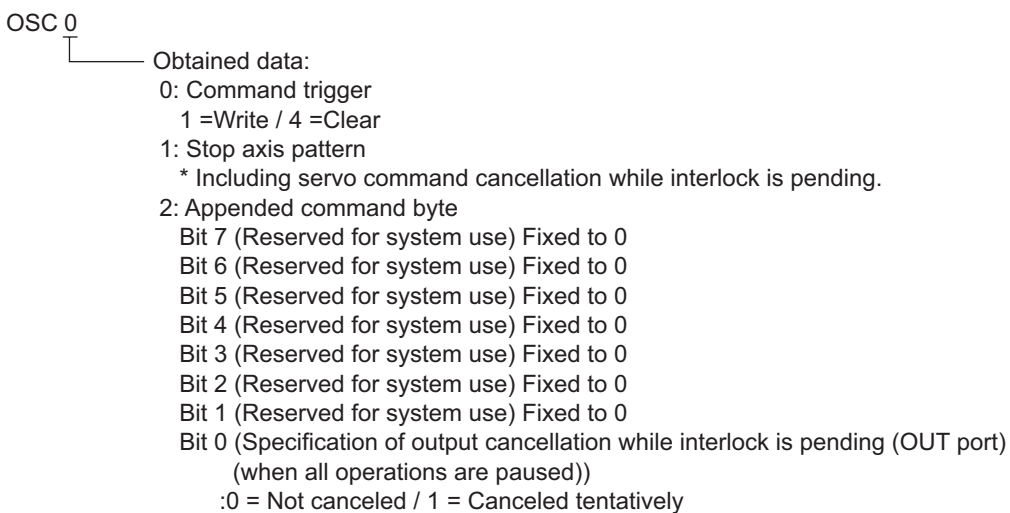 OSC 0
Obtained data:
0: Command trigger
1 =Write / 4 =Clear
1: Stop axis pattern
* Including servo command cancellation while interlock is pending.
2: Appended command byte
Bit 7 (Reserved for system use) Fixed to 0
Bit 6 (Reserved for system use) Fixed to 0
Bit 5 (Reserved for system use) Fixed to 0
Bit 4 (Reserved for system use) Fixed to 0
Bit 3 (Reserved for system use) Fixed to 0
Bit 2 (Reserved for system use) Fixed to 0
Bit 1 (Reserved for system use) Fixed to 0
Bit 0 (Specification of output cancellation while interlock is pending (OUT port)
(when all operations are paused))
:0 = Not canceled / 1 = Canceled tentatively